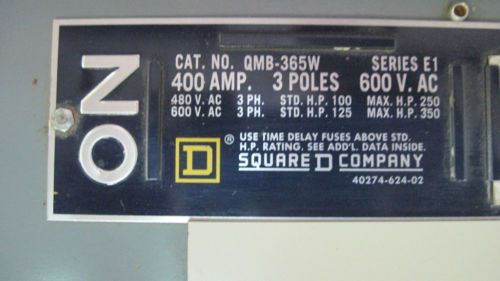 ON
CAT. NO. QMB-365W SERIES E1
400 AMP. 3 POLES 600 V. AC
480 V. AC 3 PH. STD. H.P. 100 MAX. H.P. 250
600 V. AC 3 PH. STD. H.P. 125 MAX. H.P. 350
D ® USE TIME DELAY FUSES ABOVE STD.
H.P. RATING. SEE ADD'L. DATA INSIDE.
SQUARE D COMPANY
40274-624-02